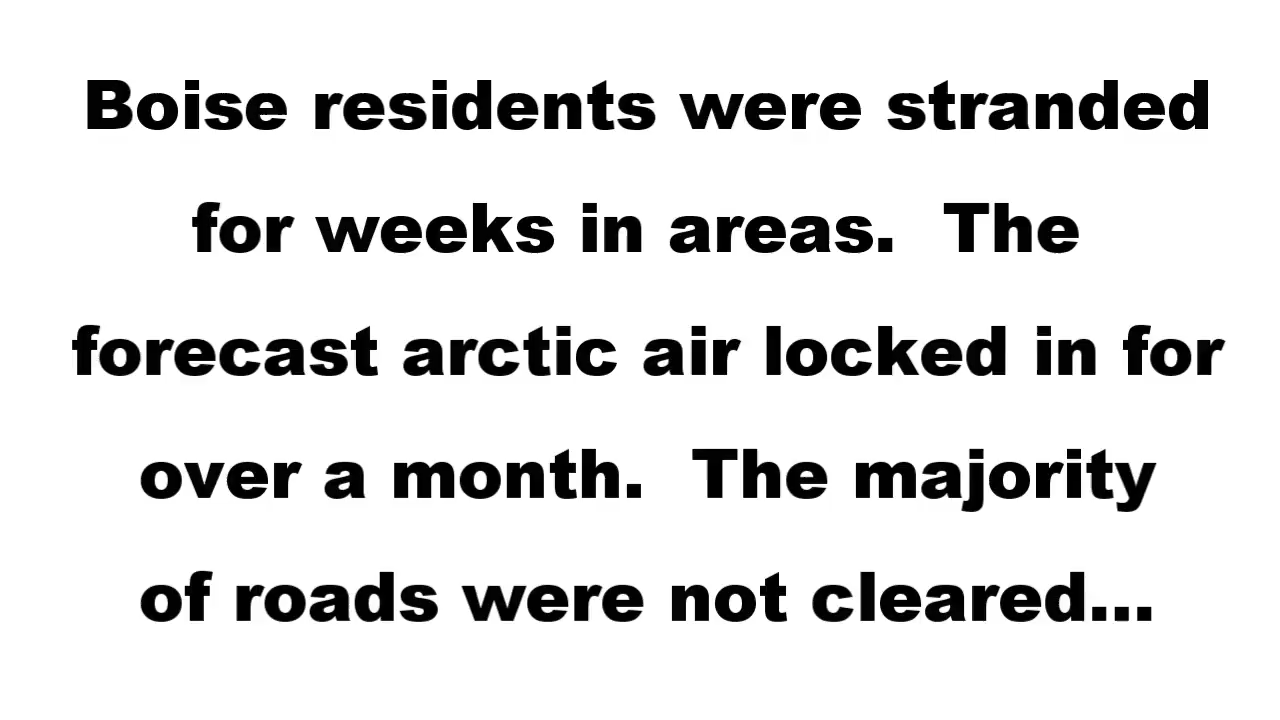 Boise residents were stranded
for weeks in areas.  The
forecast arctic air locked in for
over a month.  The majority
of roads were not cleared...